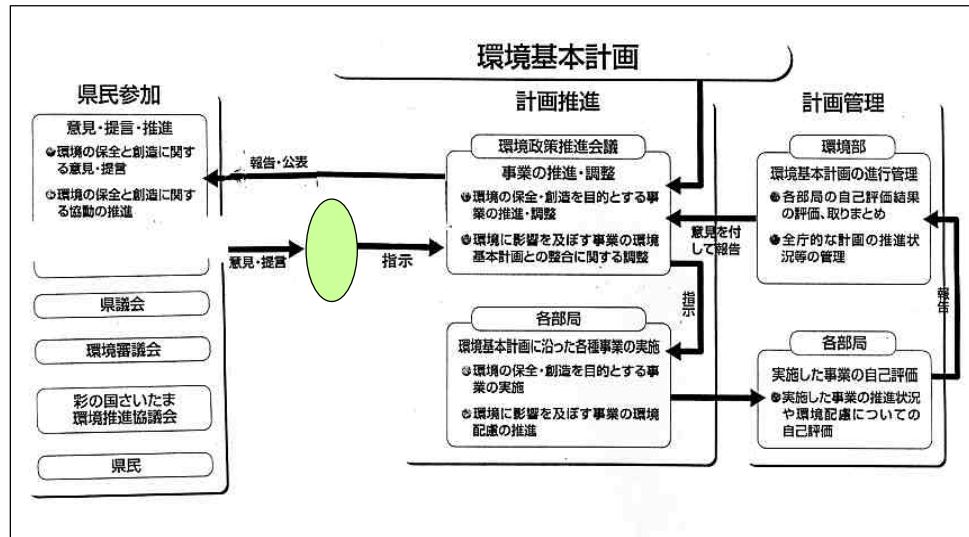 環境基本計画
県民参加
意見・提言・推進
環境の保全と創造に関す
る意見・提言
環境の保全と創造に関す
る協働の推進
県議会
環境審議会
彩の国さいたま
環境推進協議会
県民
報告・公表
意見・提言
指示
計画推進
環境政策推進会議
事業の推進・調整
環境の保全・創造を目的とする事
業の推進・調整
環境に影響を及ぼす事業の環境
基本計画との整合に関する調整
指示
各部局
環境基本計画に沿った各種事業の実施
環境の保全・創造を目的とする事
業の実施
環境に影響を及ぼす事業の環境
配慮の推進
意見を付
して報告
計画管理
環境部
環境基本計画の進行管理
各部局の自己評価結果
の評価、取りまとめ
全庁的な計画の推進状
況等の管理
報告
各部局
実施した事業の自己評価
実施した事業の推進状況
や環境配慮についての
自己評価